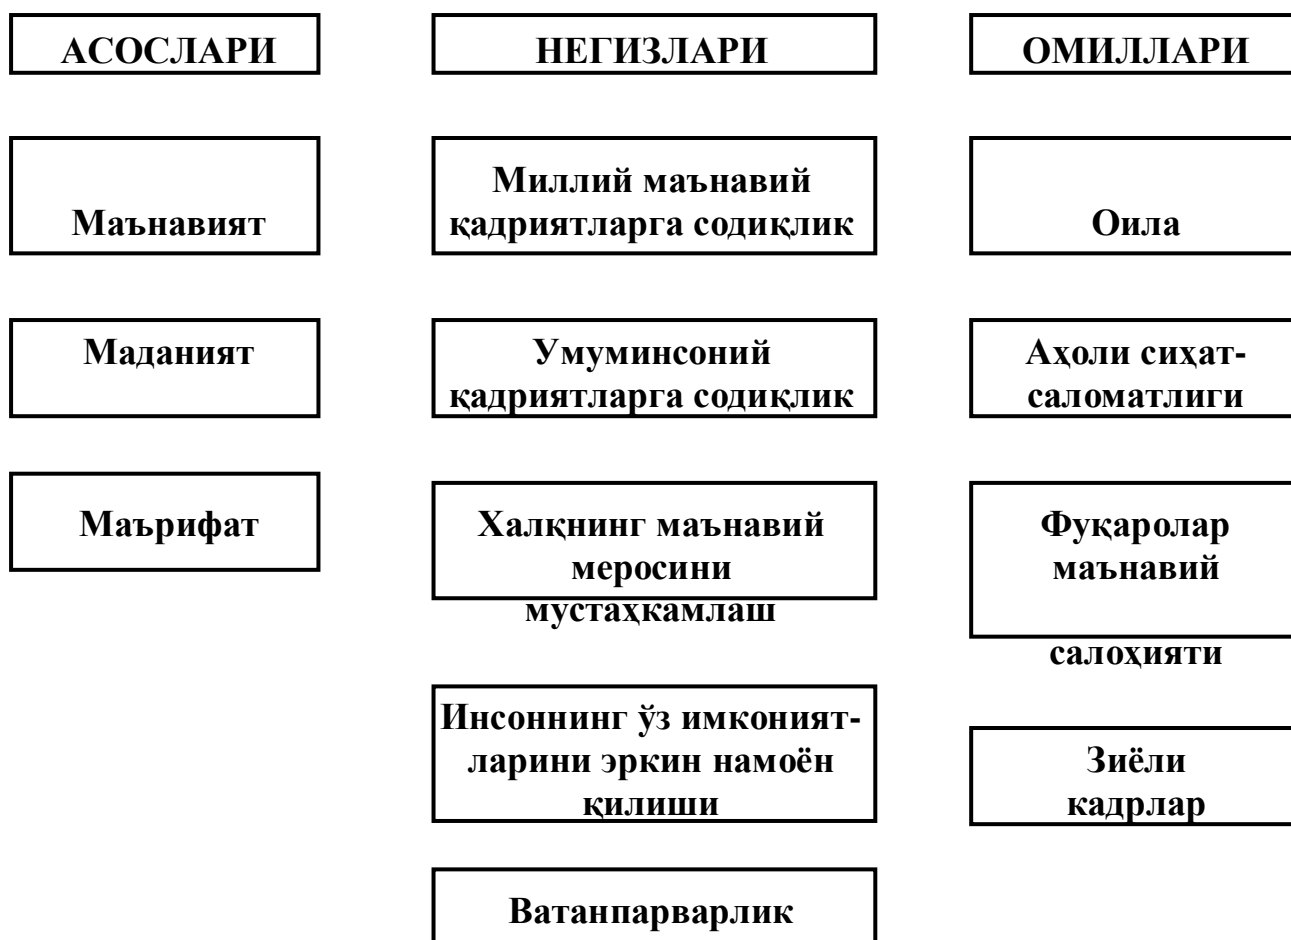 АСОСЛАРИ
НЕГИЗЛАРИ
ОМИЛЛАРИ
Маънавият
Миллий маънавий
қадриятларга содиқлик
Оила
Маданият
Умуминсоний
қадриятларга содиқлик
Аҳоли сиҳат-
саломатлиги
Маърифат
Халқнинг маънавий
меросини
мустаҳкамлаш
Фуқаролар
маънавий
салоҳияти
Инсоннинг ўз имконият-
ларини эркин намоён
қилиши
Зиёли
кадрлар
Ватанпарварлик